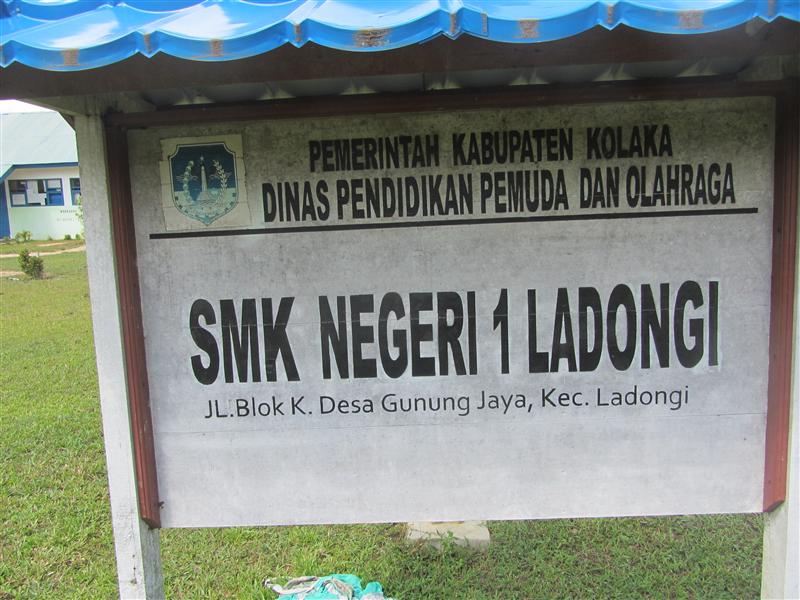 PEMERINTAH KABUPATEN KOLAKA
DINAS PENDIDIKAN PEMUDA DAN OLAHRAGA
SMK NEGERI 1 LADONGI
JL.Blok K. Desa Gunung Jaya, Kec. Ladongi